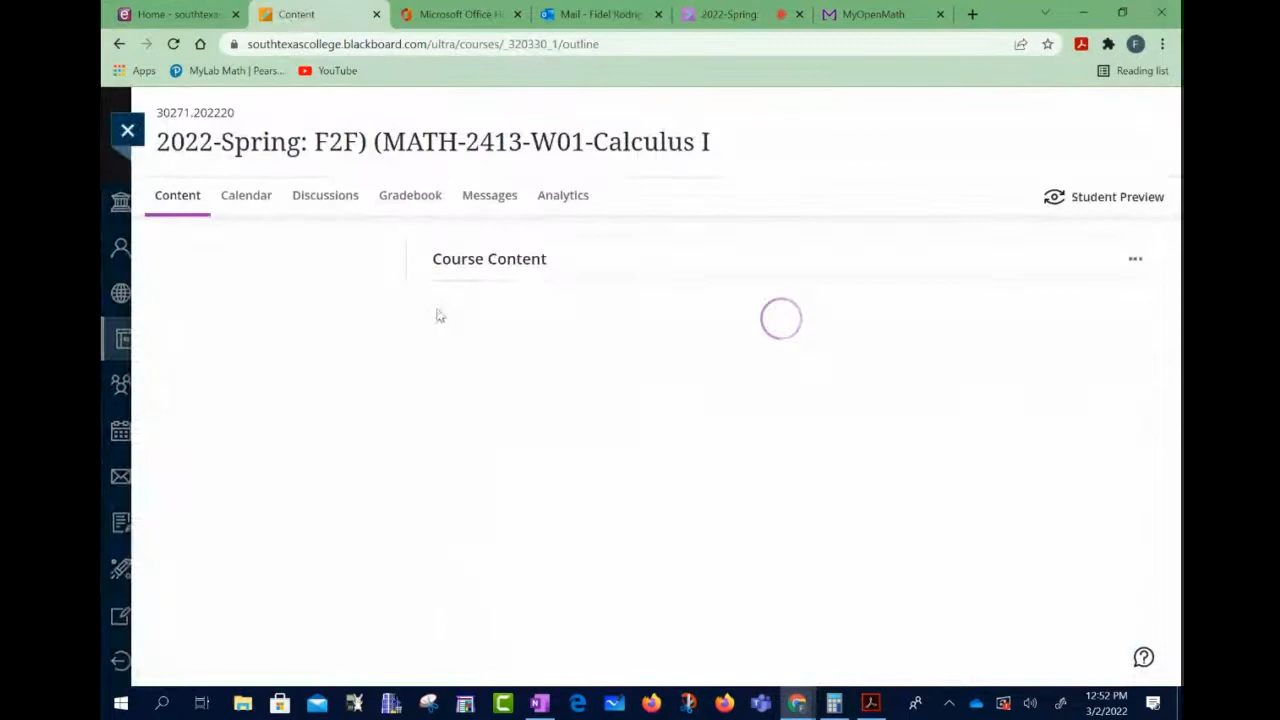 Home - southtexas
Content
Microsoft Office H
Mail - Fidel Rodrig
2022-Spring:
MyOpenMath
southtexascollege.blackboard.com/ultra/courses/_320330_1/outline
F
Apps
MyLab Math | Pears...
YouTube
Reading list
30271.202220
2022-Spring: F2F) (MATH-2413-W01-Calculus I
Content
Calendar
Discussions
Gradebook
Messages
Analytics
Student Preview
Course Content
12:52 PM
3/2/2022